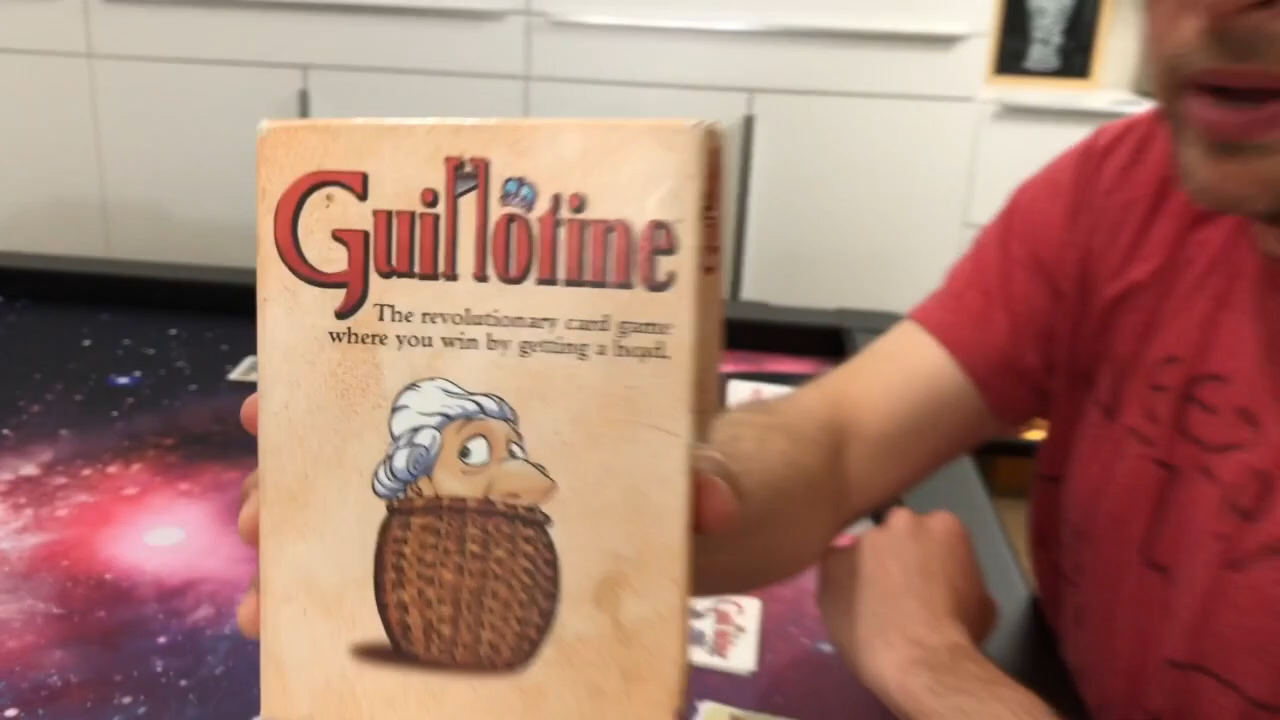 Guillotine
The revolutionary card game
where you win by getting a head.